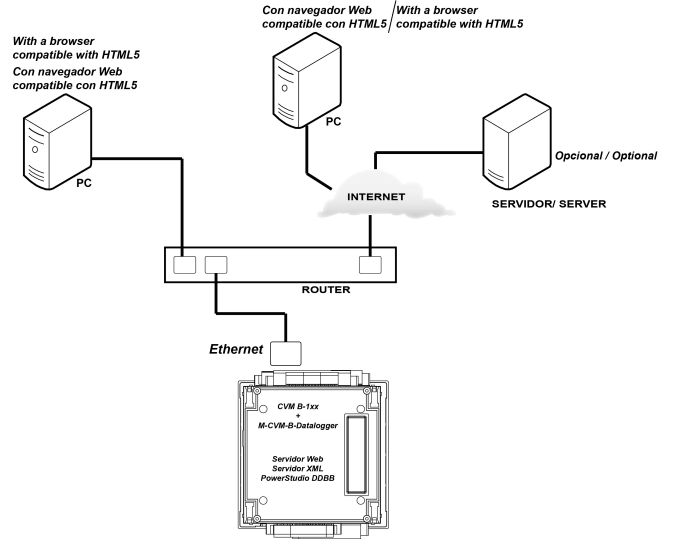 Con navegador Web / With a browser
compatible con HTML5 / compatible with HTML5
With a browser
compatible with HTML5
Con navegador Web
compatible con HTML5
PC
PC
Opcional / Optional
INTERNET
SERVIDOR/ SERVER
ROUTER
Ethernet
CVM B-1xx
+
M-CVM-B-Datalogger
Servidor Web
Servidor XML
PowerStudio DDBB